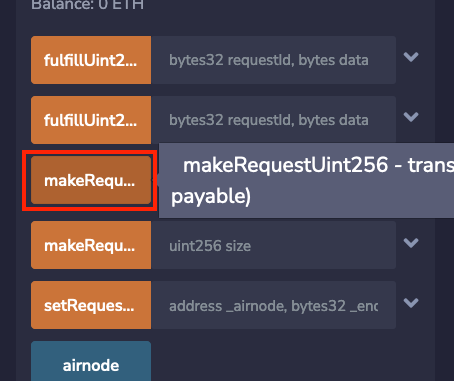 Balance: 0 ETH
fulfillUint2... bytes32 requestId, bytes data
fulfillUint2... bytes32 requestId, bytes data
makeRequ... makeRequestUint256 - trans
payable)
makeRequ... uint256 size
setReques... address _airnode, bytes32 _enc
airnode